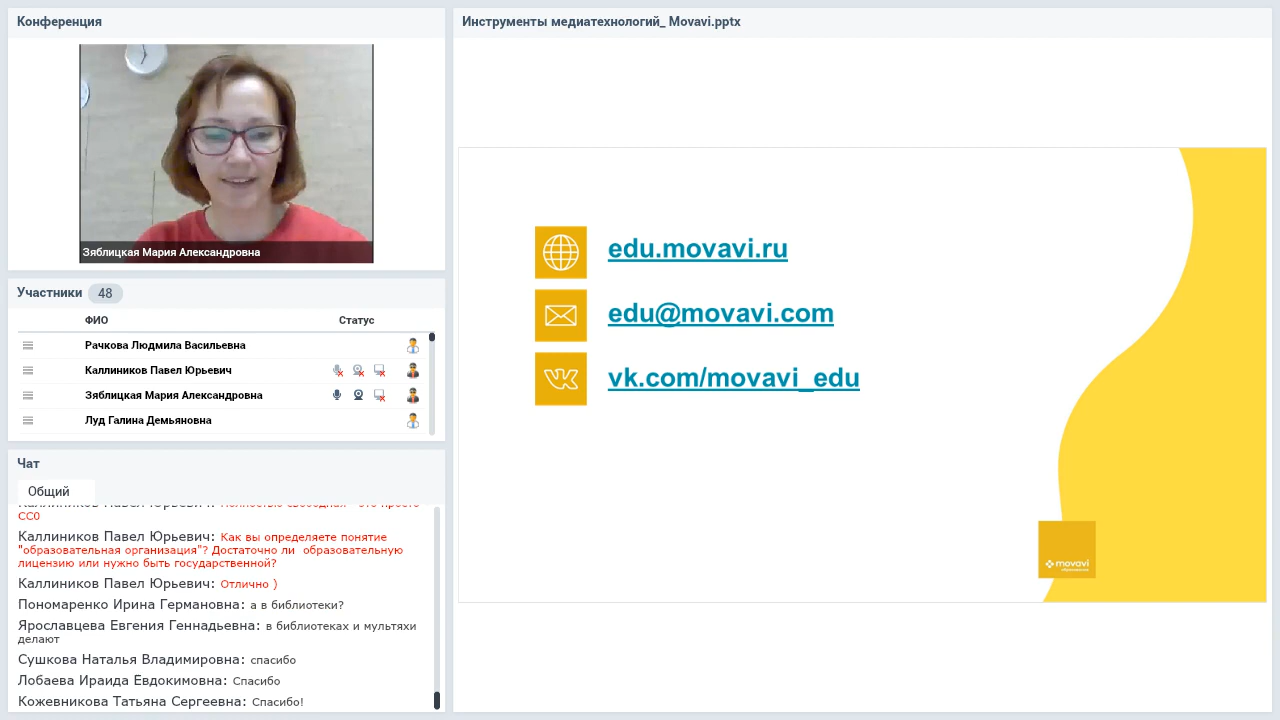 Конференция
Зяблицкая Мария Александровна
Участники 48
ФИО Статус
Рачкова Людмила Васильевна
Каллиников Павел Юрьевич
Зяблицкая Мария Александровна
Луд Галина Демьяновна
Чат
Общий
CC0
Каллиников Павел Юрьевич: Как вы определяете понятие
"образовательная организация"? Достаточно ли образовательную
лицензию или нужно быть государственной?
Каллиников Павел Юрьевич: Отлично )
Пономаренко Ирина Германовна: а в библиотеки?
Ярославцева Евгения Геннадьевна: в библиотеках и мультяхи
делают
Сушкова Наталья Владимировна: спасибо
Лобаева Ираида Евдокимовна: Спасибо
Кожевникова Татьяна Сергеевна: Спасибо!
Инструменты медиатехнологий_ Movavi.pptx
edu.movavi.ru
edu@movavi.com
vk.com/movavi_edu
movavi